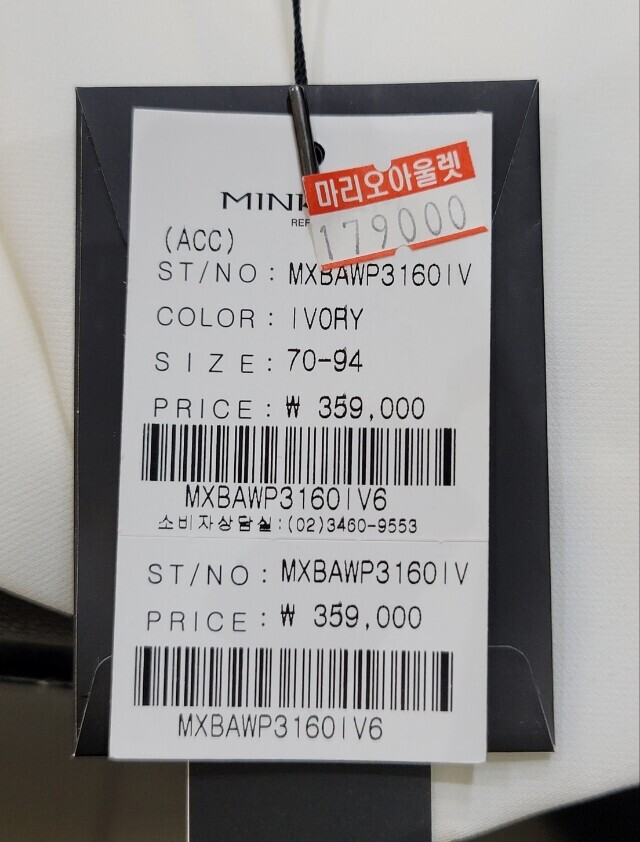 마리오아울렛
179000
MINK
REF
(ACC)
ST/NO: MXBAWP3160IV
COLOR: IVORY
SIZE: 70-94
PRICE: ₩ 359,000
MXBAWP3160IV6
소비자상담실:(02)3460-9553
ST/NO: MXBAWP3160IV
PRICE: ₩ 359,000
MXBAWP3160IV6